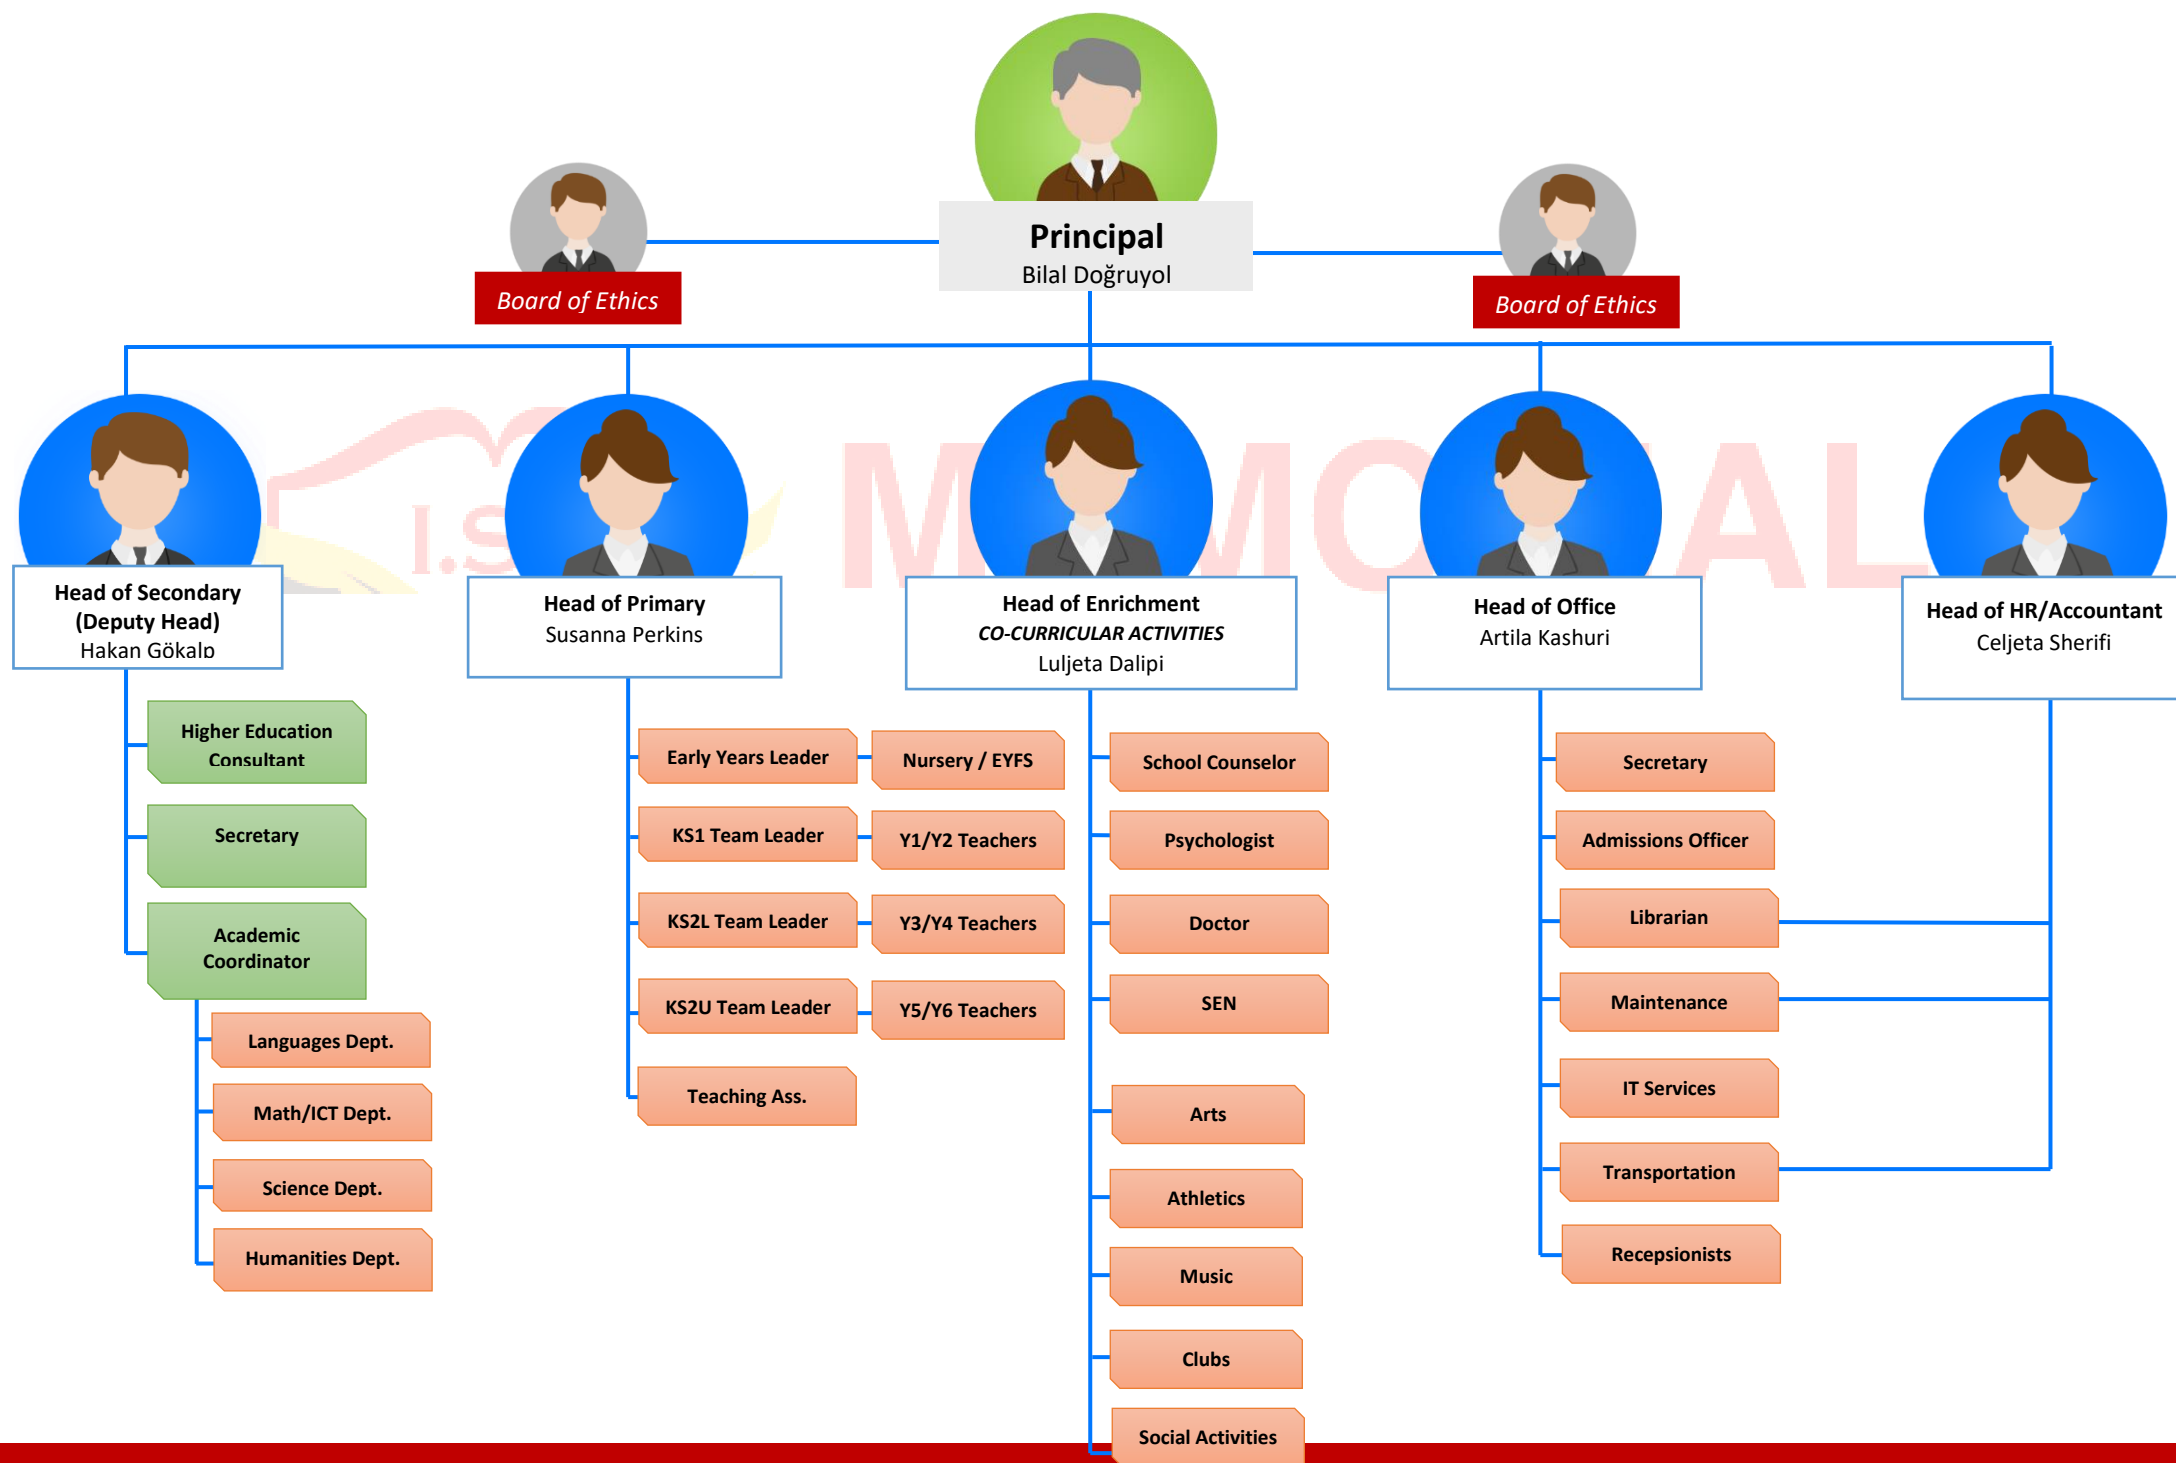 Principal
Bilal Doğruyol
Board of Ethics
Board of Ethics
I.S
Head of Secondary
(Deputy Head)
Hakan Gökalp
Head of Primary
Susanna Perkins
Head of Enrichment
CO-CURRICULAR ACTIVITIES
Luljeta Dalipi
Head of Office
Artila Kashuri
Head of HR/Accountant
Celjeta Sherifi
Higher Education
Consultant
Secretary
Academic
Coordinator
Languages Dept.
Math/ICT Dept.
Science Dept.
Humanities Dept.
Early Years Leader
Nursery / EYFS
KS1 Team Leader
Y1/Y2 Teachers
KS2L Team Leader
Y3/Y4 Teachers
KS2U Team Leader
Y5/Y6 Teachers
Teaching Ass.
School Counselor
Psychologist
Doctor
SEN
Arts
Athletics
Music
Clubs
Social Activities
Secretary
Admissions Officer
Librarian
Maintenance
IT Services
Transportation
Recepsionists